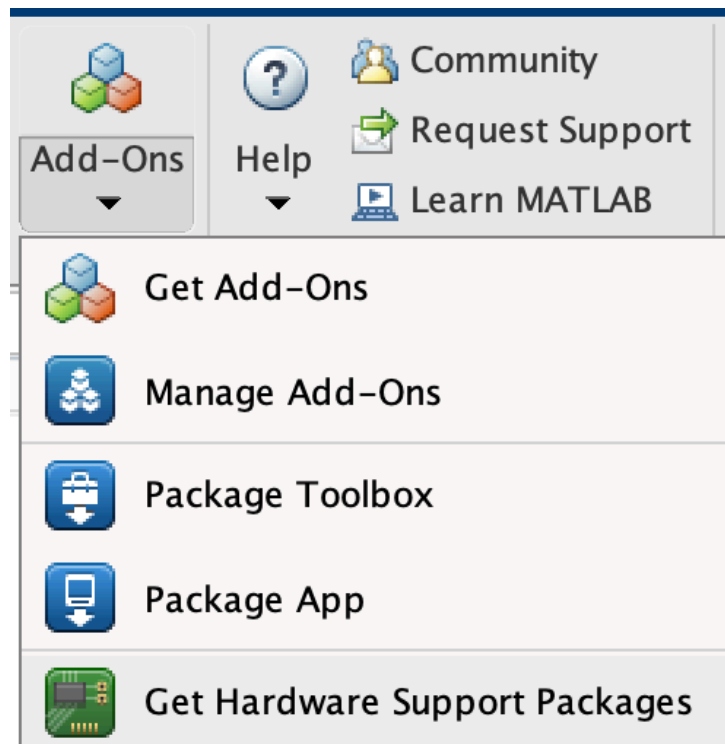 Add-Ons
Help
Community
Request Support
Learn MATLAB
Get Add-Ons
Manage Add-Ons
Package Toolbox
Package App
Get Hardware Support Packages